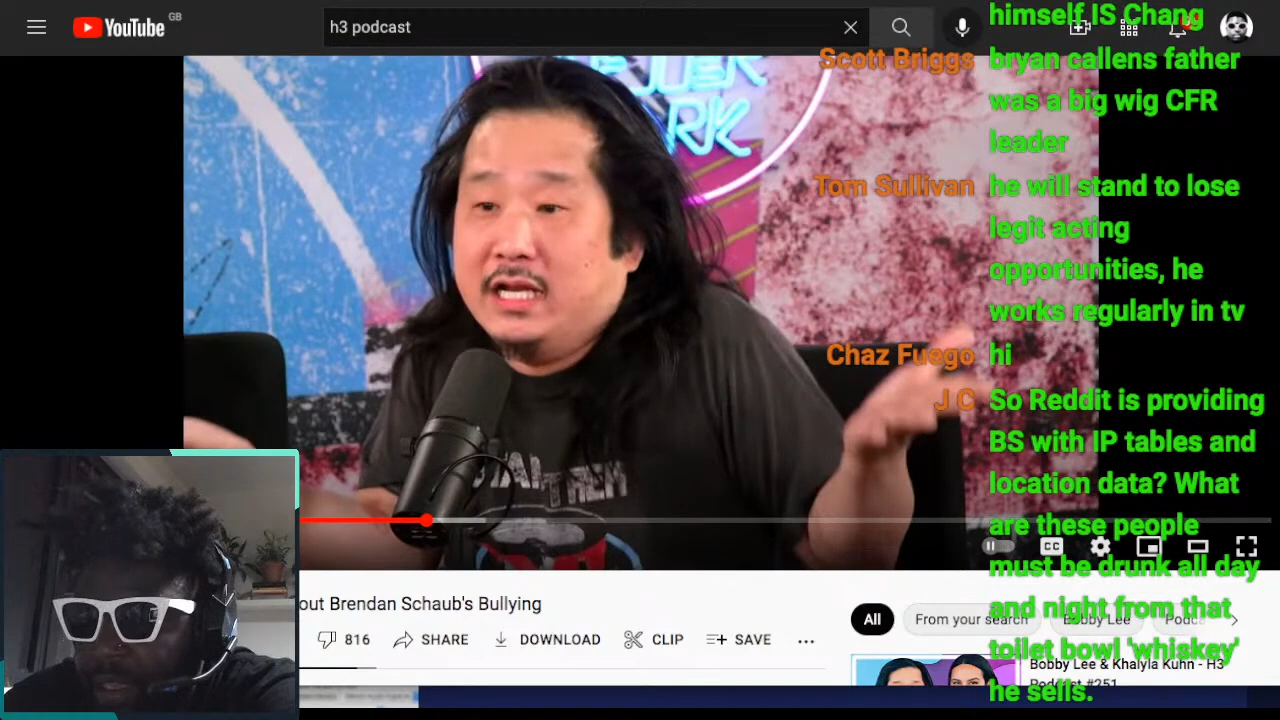 YouTube GB
h3 podcast
himself IS Chang
Scott Briggs bryan callens father
was a big wig CFR
leader
Tom Sullivan he will stand to lose
legit acting
opportunities, he
works regularly in tv
Chaz Fuego hi
J C So Reddit is providing
BS with IP tables and
location data? What
are these people
must be drunk all day
and night from that
toilet bowl 'whiskey'
he sells.
RK
CC
out Brendan Schaub's Bullying
816 SHARE DOWNLOAD CLIP SAVE
All From your search Bobby Lee
Bobby Lee & Khalyla Kuhn - H3
Podcast #251